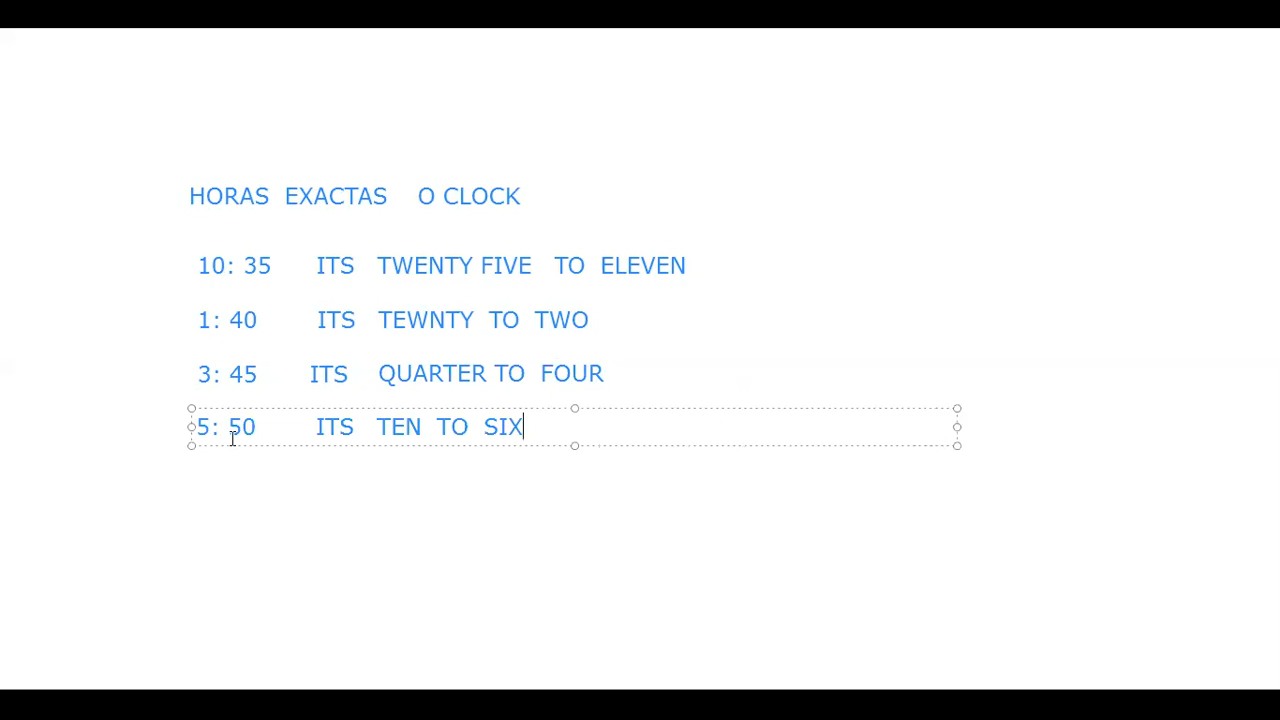 HORAS EXACTAS O CLOCK
10: 35 ITS TWENTY FIVE TO ELEVEN
1: 40 ITS TEWNTY TO TWO
3: 45 ITS QUARTER TO FOUR
5: 50 ITS TEN TO SIX